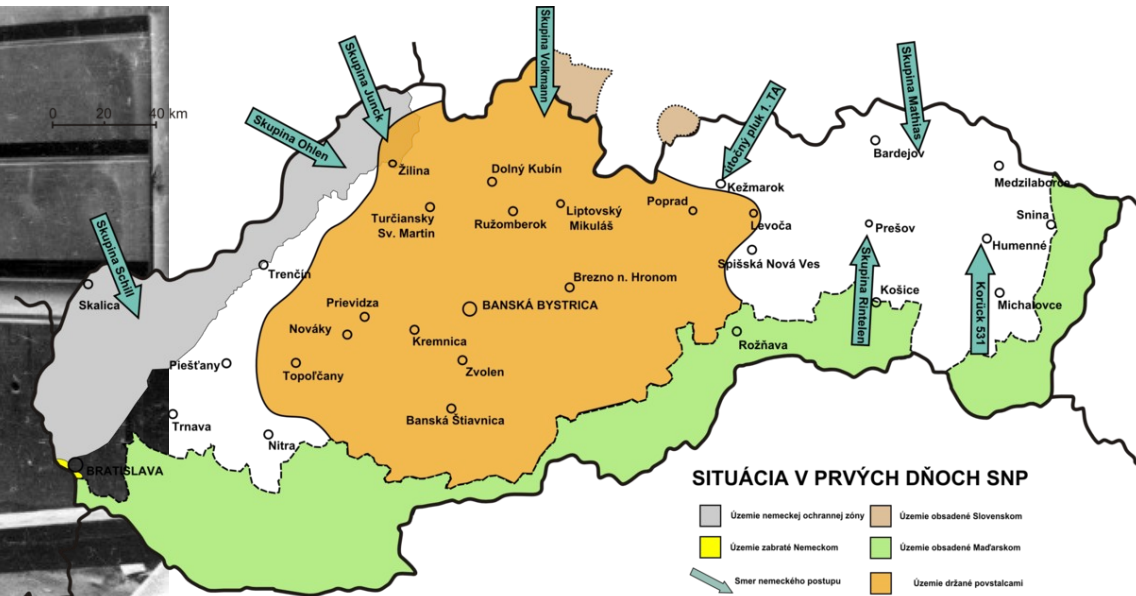 0
20
40 km
Skupina Junck
Skupina Volkmann
Skupina Ohlen
útočný pluk 1. TA
Skupina Mathias
Skupina Schill
Skupina Rintelen
Korück 531
Žilina
Dolný Kubín
Turčiansky
Sv. Martin
Ružomberok
Liptovský
Mikuláš
Poprad
Kežmarok
Levoča
Bardejov
Medzilaborce
Snina
Prešov
Humenné
Spišská Nová Ves
Košice
Michalovce
Trenčín
Skalica
Brezno n. Hronom
Prievidza
BANSKÁ BYSTRICA
Nováky
Kremnica
Rožňava
Piešťany
Topoľčany
Zvolen
Banská Štiavnica
Trnava
Nitra
BRATISLAVA
SITUÁCIA V PRVÝCH DŇOCH SNP
Územie nemeckej ochrannej zóny
Územie obsadené Slovenskom
Územie zabraté Nemeckom
Územie obsadené Maďarskom
Smer nemeckého postupu
Územie držané povstalcami